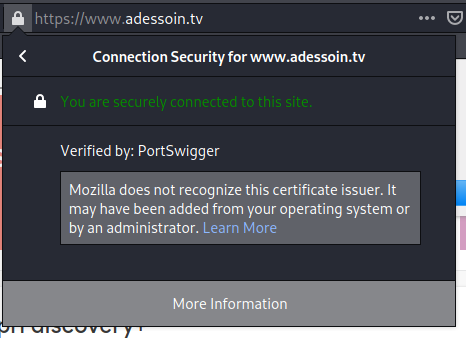 https://www.adessoin.tv
Connection Security for www.adessoin.tv
You are securely connected to this site.
Verified by: PortSwigger
Mozilla does not recognize this certificate issuer. It
may have been added from your operating system or
by an administrator. Learn More
More Information
discovery+